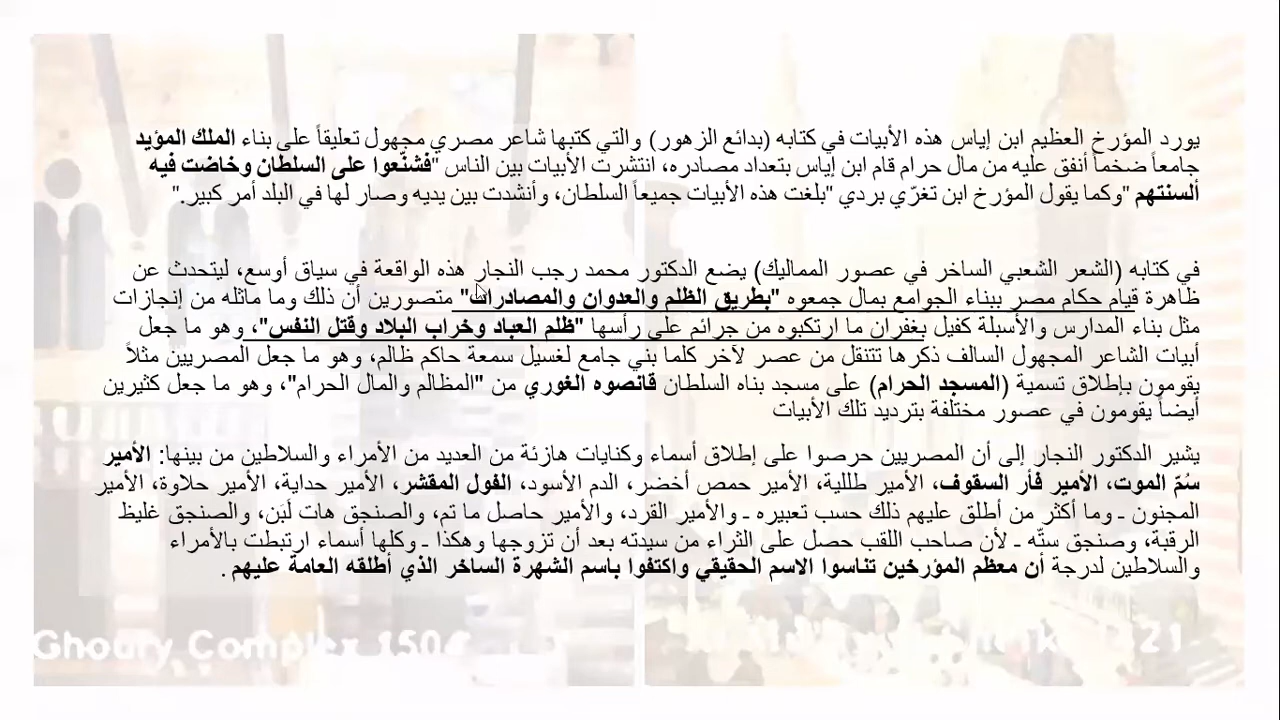 يورد المؤرخ العظيم ابن إياس هذه الأبيات في كتابه (بدائع الزهور) والتي كتبها شاعر مصري مجهول تعليقاً على بناء الملك المؤيد
جامعاً ضخماً أنفق عليه من مال حرام قام ابن إياس بتعداد مصادره، انتشرت الأبيات بين الناس "فشنّعوا على السلطان وخاضت فيه
ألسنتهم "وكما يقول المؤرخ ابن تغرّي بردي "بلغت هذه الأبيات جميعاً السلطان، وأنشدت بين يديه وصار لها في البلد أمر كبير."
في كتابه (الشعر الشعبي الساخر في عصور المماليك) يضع الدكتور محمد رجب النجار هذه الواقعة في سياق أوسع، ليتحدث عن
ظاهرة قيام حكام مصر ببناء الجوامع بمال جمعوه "بطريق الظلم والعدوان والمصادرات" متصورين أن ذلك وما ماثله من إنجازات
مثل بناء المدارس والأسبلة كفيل بغفران ما ارتكبوه من جرائم على رأسها "ظلم العباد وخراب البلاد وقتل النفس"، وهو ما جعل
أبيات الشاعر المجهول السالف ذكرها تتنقل من عصر لآخر كلما بني جامع لغسيل سمعة حاكم ظالم، وهو ما جعل المصريين مثلاً
يقومون بإطلاق تسمية (المسجد الحرام) على مسجد بناه السلطان قانصوه الغوري من "المظالم والمال الحرام"، وهو ما جعل كثيرين
أيضاً يقومون في عصور مختلفة بترديد تلك الأبيات
يشير الدكتور النجار إلى أن المصريين حرصوا على إطلاق أسماء وكنايات هازئة من العديد من الأمراء والسلاطين من بينها: الأمير
سُمّ الموت، الأمير فأر السقوف، الأمير طللية، الأمير حمص أخضر، الدم الأسود، الفول المقشر، الأمير حداية، الأمير حلاوة، الأمير
المجنون ـ وما أكثر من أطلق عليهم ذلك حسب تعبيره ـ والأمير القرد، والأمير حاصل ما تم، والصنجق هات لَبَن، والصنجق غليظ
الرقبة، وصنجق ستّه ـ لأن صاحب اللقب حصل على الثراء من سيدته بعد أن تزوجها وهكذا ـ وكلها أسماء ارتبطت بالأمراء
والسلاطين لدرجة أن معظم المؤرخين تناسوا الاسم الحقيقي واكتفوا باسم الشهرة الساخر الذي أطلقه العامة عليهم .
Ghoury Complex 1504